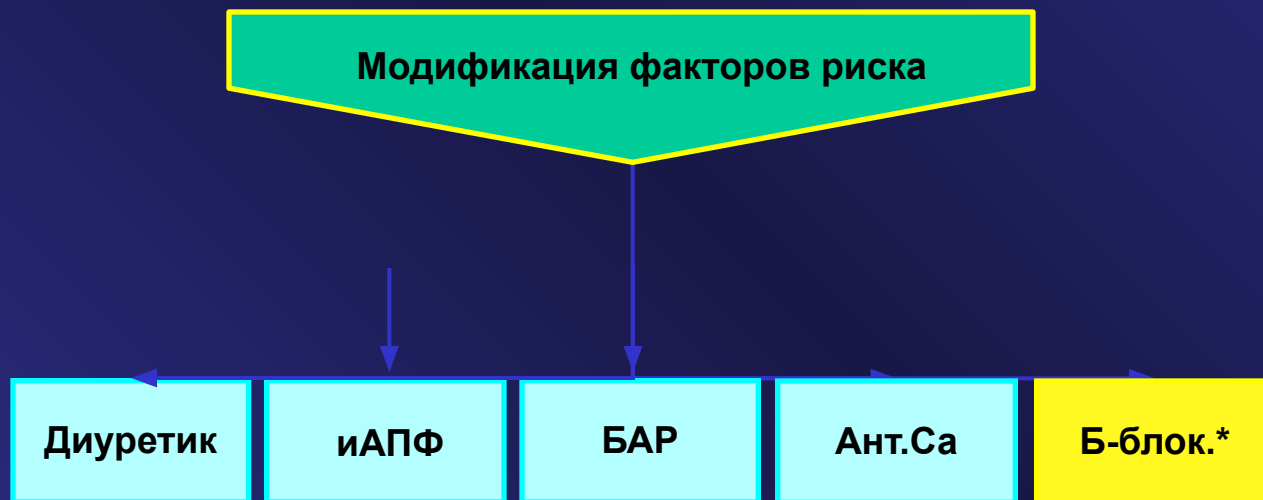 Модификация факторов риска
Диуретик
иАПФ
БАР
Ант.Са
Б-блок.*